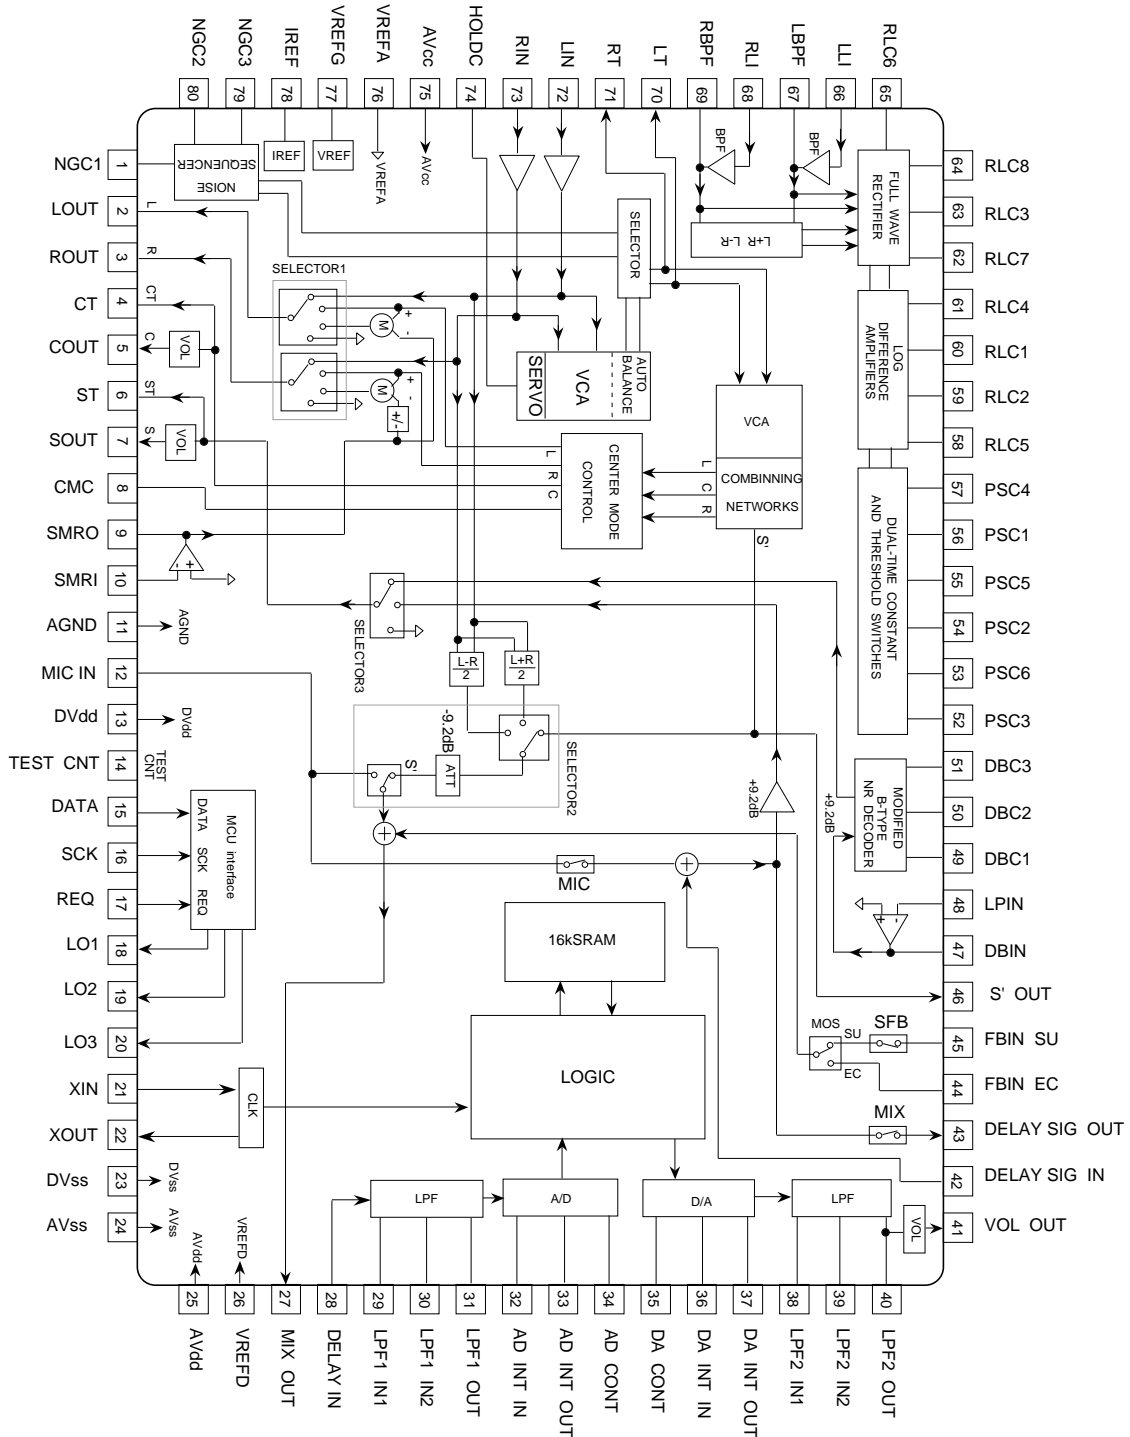 NGC2
NGC3
IREF
VREFG
VREFA
AVcc
HOLDC
RIN
LIN
RT
LT
RBPF
RLI
LBPF
LLI
RLC6
80
79
78
77
76
75
74
73
72
71
70
69
68
67
66
65
NGC1
1
LOUT
2
ROUT
3
CT
4
COUT
5
ST
6
SOUT
7
CMC
8
SMRO
9
SMRI
10
AGND
11
MIC IN
12
DVdd
13
TEST CNT
14
DATA
15
SCK
16
REQ
17
LO1
18
LO2
19
LO3
20
XIN
21
XOUT
22
DVss
23
AVss
24
64
RLC8
63
RLC3
62
RLC7
61
RLC4
60
RLC1
59
RLC2
58
RLC5
57
PSC4
56
PSC1
55
PSC5
54
PSC2
53
PSC6
52
PSC3
51
DBC3
50
DBC2
49
DBC1
48
LPIN
47
DBIN
46
S' OUT
45
FBIN SU
44
FBIN EC
43
DELAY SIG OUT
42
DELAY SIG IN
41
VOL OUT
NOISE
SEQUENCER
IREF
VREF
VREFA
AVcc
BPF
BPF
L+R L-R
FULL WAVE
RECTIFIER
L
R
CT
C
ST
S
VOL
VOL
SELECTOR1
M
+
-
M
+
-
+/-
SELECTOR
SERVO
VCA
AUTO
BALANCE
LOG
DIFFERENCE
AMPLIFIERS
VCA
COMBINNING
NETWORKS
L
C
R
S'
CENTER MODE
CONTROL
L
R
C
DUAL-TIME CONSTANT
AND THRESHOLD SWITCHES
-
+
AGND
SELECTOR3
L-R
2
L+R
2
DVdd
TEST
CNT
-9.2dB
ATT
S'
SELECTOR2
+9.2dB
+9.2dB
MODIFIED
B-TYPE
NR DECODER
MCU interface
DATA
SCK
REQ
MIC
+
-
16kSRAM
LOGIC
MOS
SU
EC
SFB
MIX
CLK
DVss
AVss
AVdd
VREFD
LPF
A/D
D/A
LPF
VOL
25
26
27
28
29
30
31
32
33
34
35
36
37
38
39
40
AVdd
VREFD
MIX OUT
DELAY IN
LPF1 IN1
LPF1 IN2
LPF1 OUT
AD INT IN
AD INT OUT
AD CONT
DA CONT
DA INT IN
DA INT OUT
LPF2 IN1
LPF2 IN2
LPF2 OUT